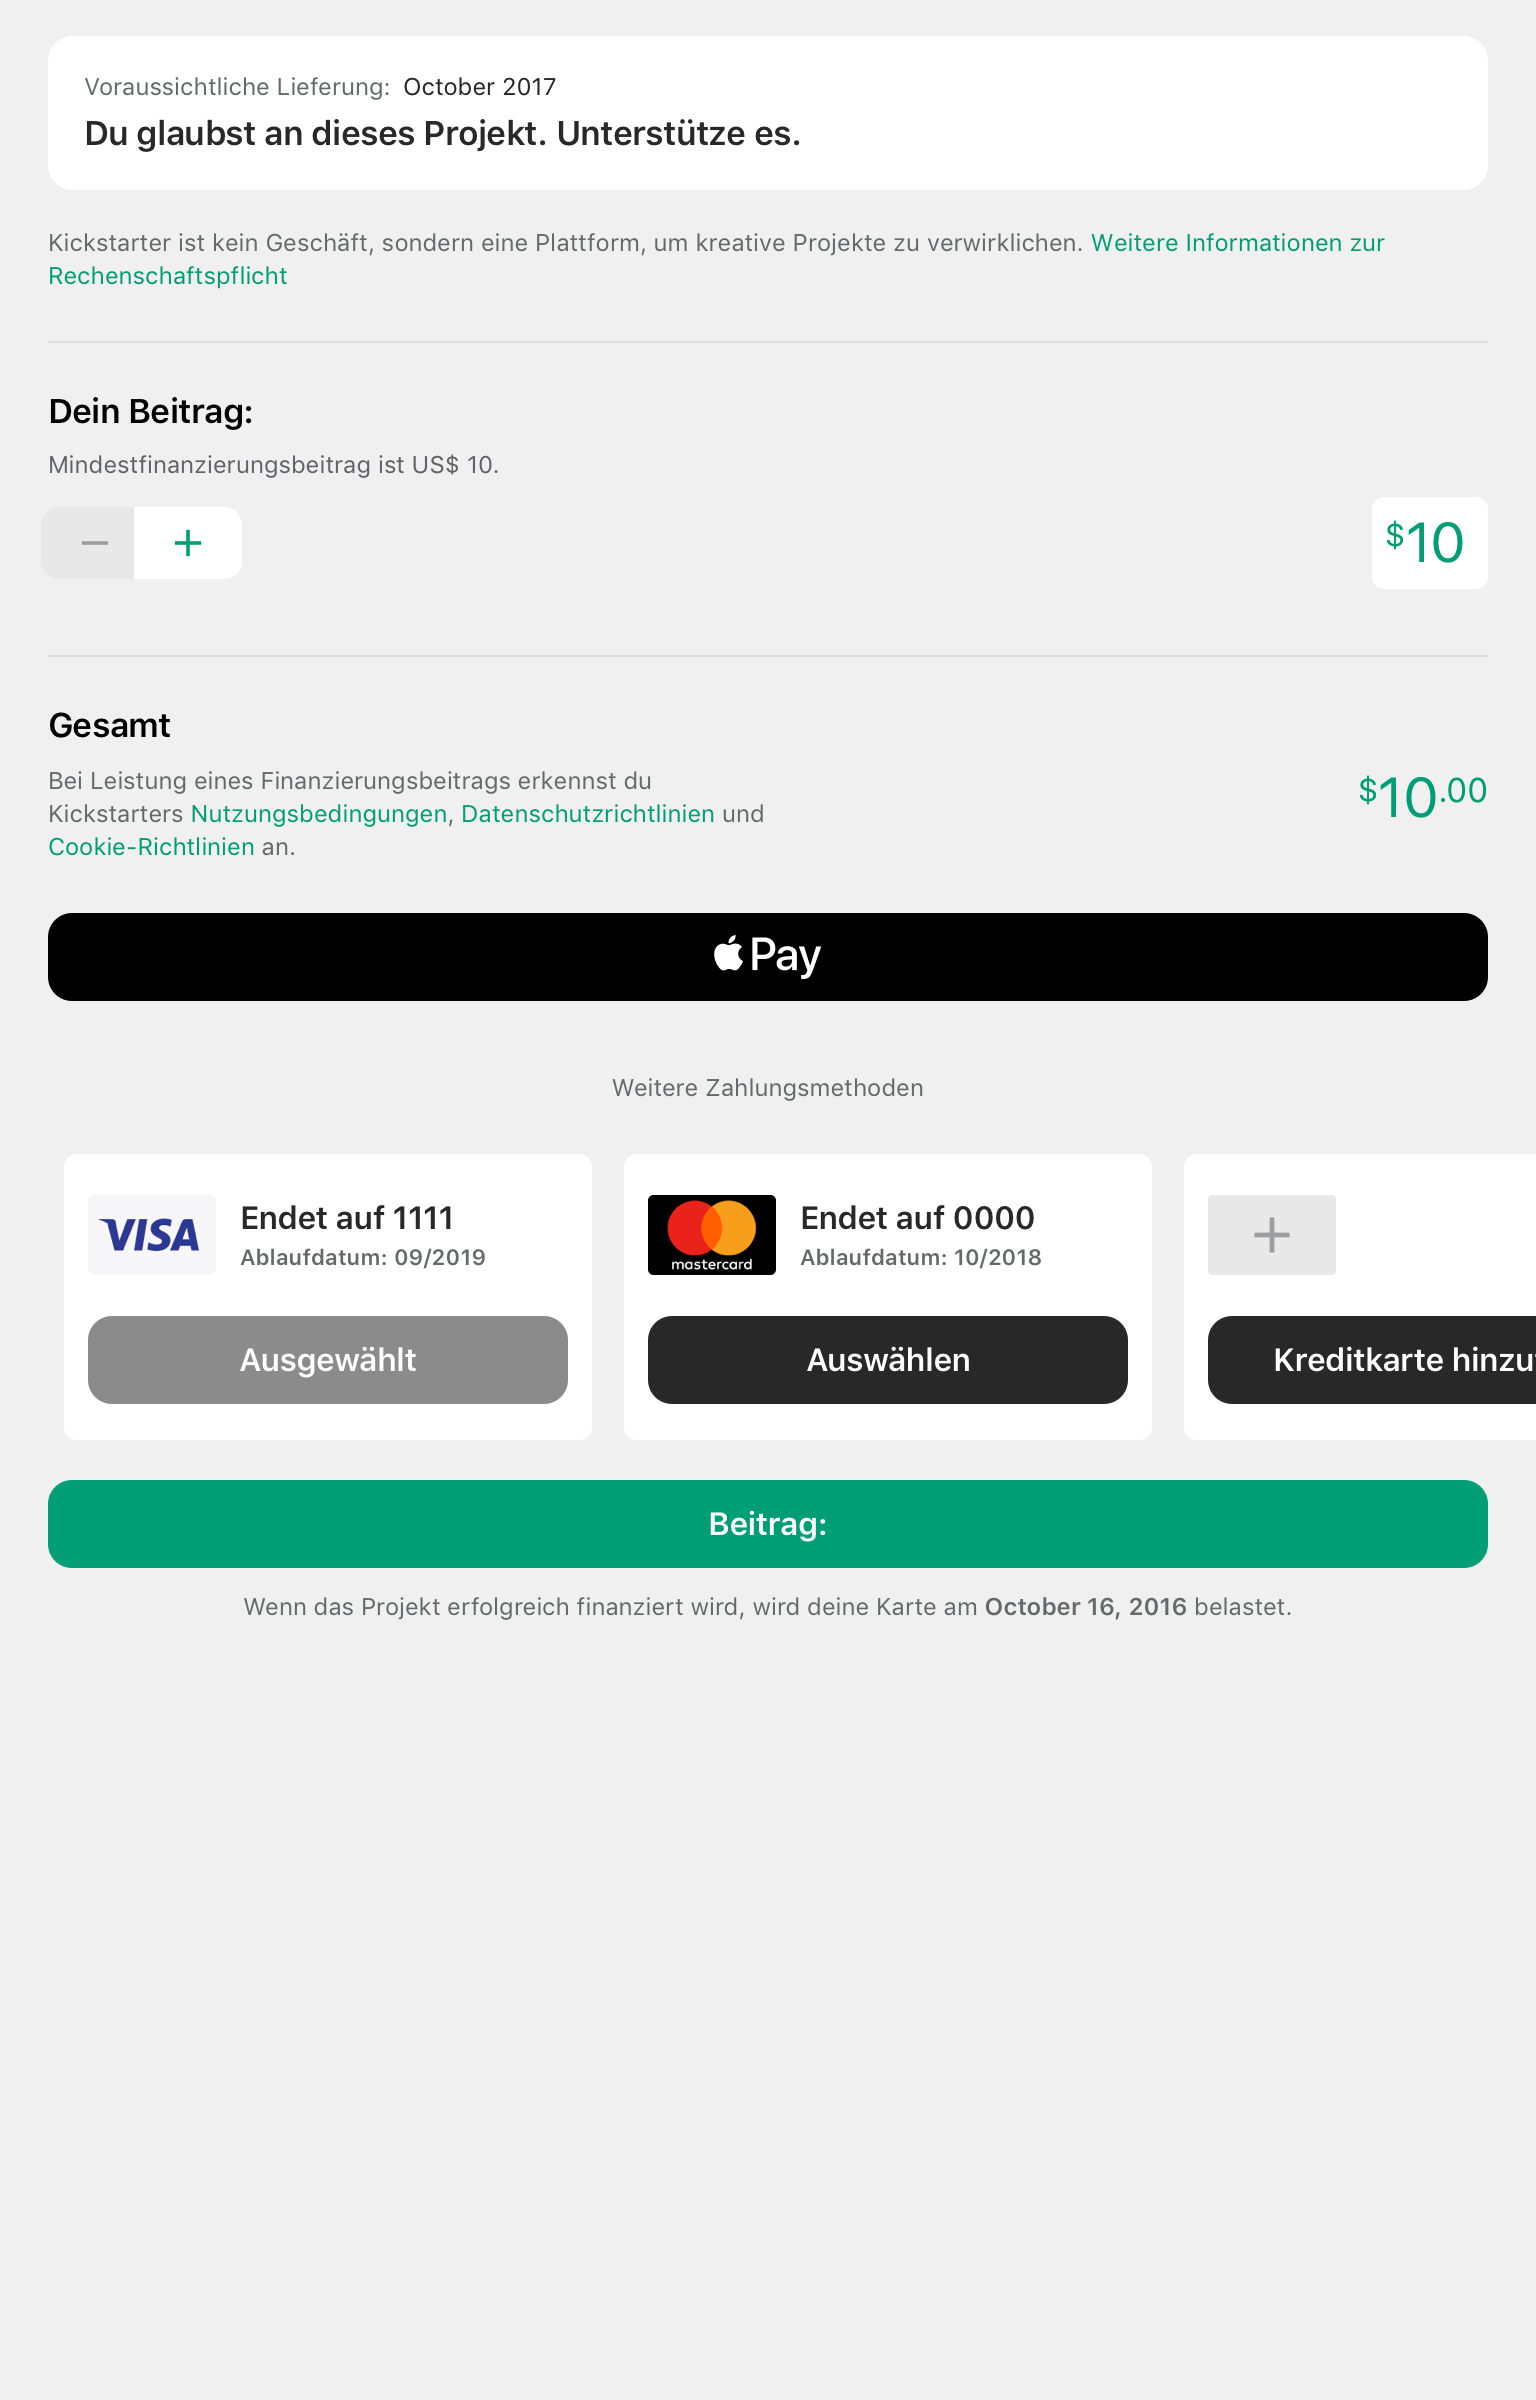 Voraussichtliche Lieferung: October 2017
Du glaubst an dieses Projekt. Unterstütze es.
Kickstarter ist kein Geschäft, sondern eine Plattform, um kreative Projekte zu verwirklichen. Weitere Informationen zur
Rechenschaftspflicht
Dein Beitrag:
Mindestfinanzierungsbeitrag ist US$ 10.
− +
$10
Gesamt
Bei Leistung eines Finanzierungsbeitrags erkennst du
Kickstarters Nutzungsbedingungen, Datenschutzrichtlinien und
Cookie-Richtlinien an.
$10.00
Pay
Weitere Zahlungsmethoden
VISA
Endet auf 1111
Ablaufdatum: 09/2019
Ausgewählt
mastercard
Endet auf 0000
Ablaufdatum: 10/2018
Auswählen
+
Kreditkarte hinzu
Beitrag:
Wenn das Projekt erfolgreich finanziert wird, wird deine Karte am October 16, 2016 belastet.